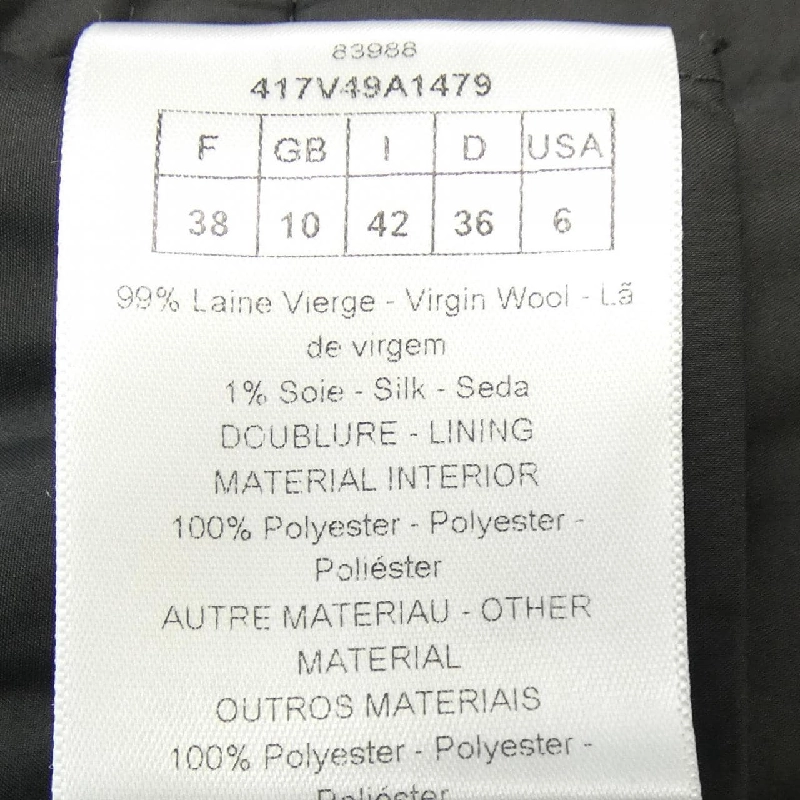 83988
417V49A1479
F GB I D USA
38 10 42 36 6
99% Laine Vierge - Virgin Wool - Lã
de virgem
1% Soie - Silk - Seda
DOUBLURE - LINING
MATERIAL INTERIOR
100% Polyester - Polyester -
Poliéster
AUTRE MATERIAU - OTHER
MATERIAL
OUTROS MATERIAIS
100% Polyester - Polyester -
Poliéster